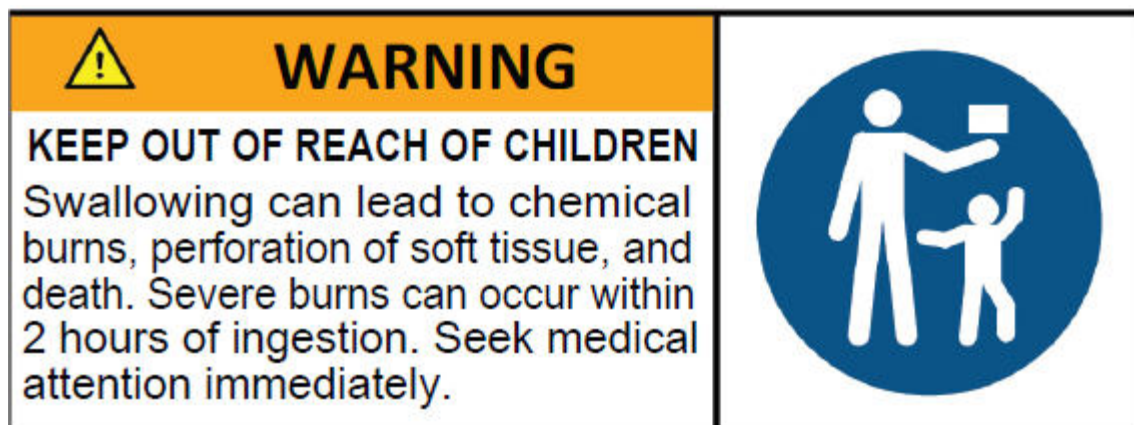 WARNING
KEEP OUT OF REACH OF CHILDREN
Swallowing can lead to chemical
burns, perforation of soft tissue, and
death. Severe burns can occur within
2 hours of ingestion. Seek medical
attention immediately.